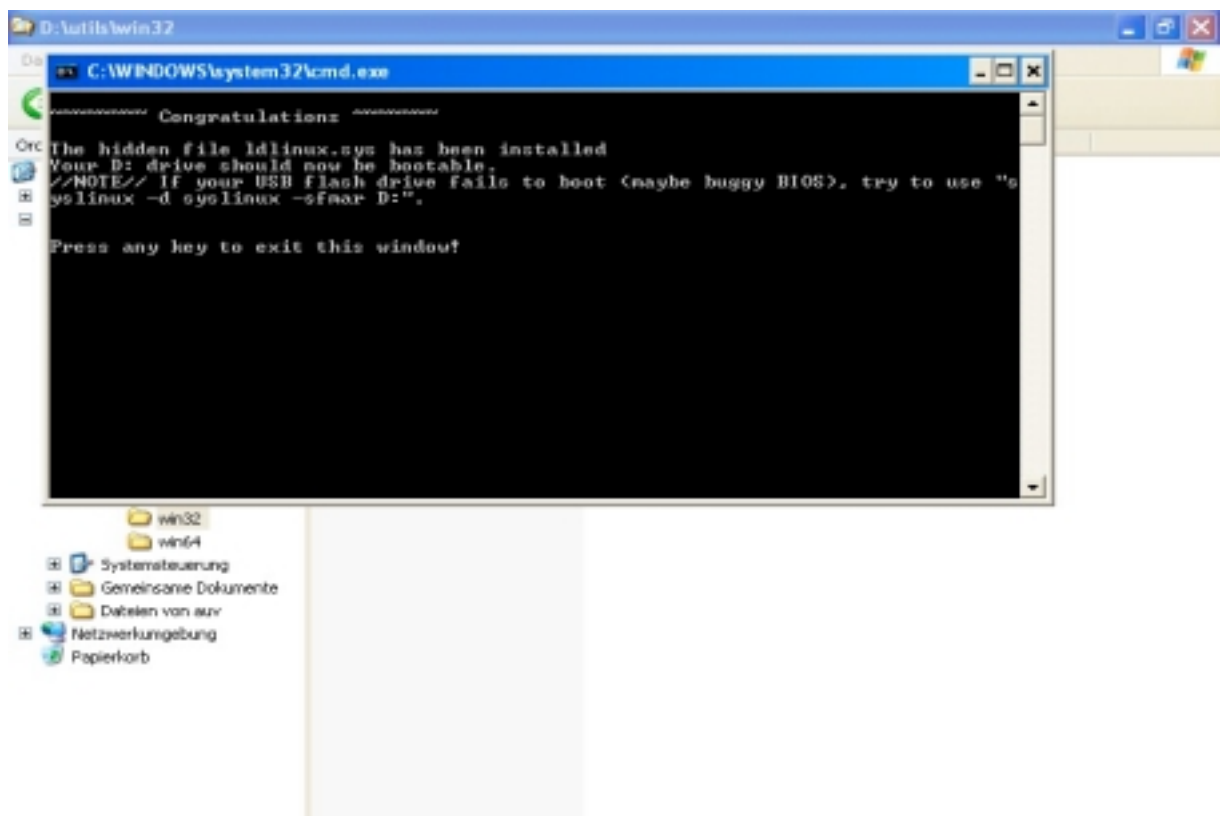 D:\utils\win32
Da
C:\WINDOWS\system32\cmd.exe
~~~~~~~~~ Congratulations ~~~~~~~~~
The hidden file ldlinux.sys has been installed
Your D: drive should now be bootable.
//NOTE// If your USB flash drive fails to boot (maybe buggy BIOS), try to use "s
yslinux -d syslinux -sfmar D:".
Press any key to exit this window!
Ord
win32
win64
Systemsteuerung
Gemeinsame Dokumente
Dateien von auv
Netzwerkumgebung
Papierkorb